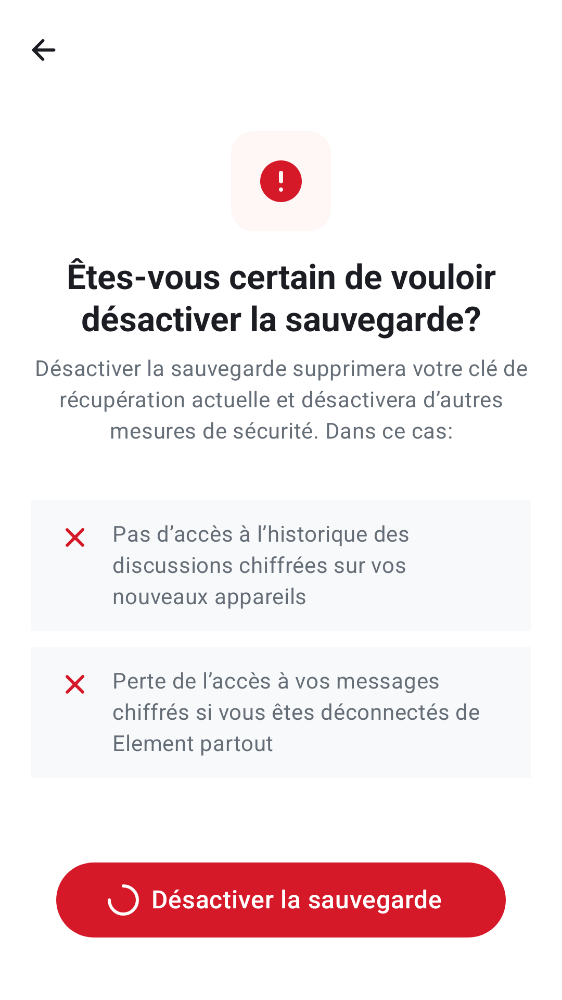 Êtes-vous certain de vouloir
désactiver la sauvegarde?
Désactiver la sauvegarde supprimera votre clé de
récupération actuelle et désactivera d’autres
mesures de sécurité. Dans ce cas:
Pas d’accès à l’historique des
discussions chiffrées sur vos
nouveaux appareils
Perte de l’accès à vos messages
chiffrés si vous êtes déconnectés de
Element partout
Désactiver la sauvegarde